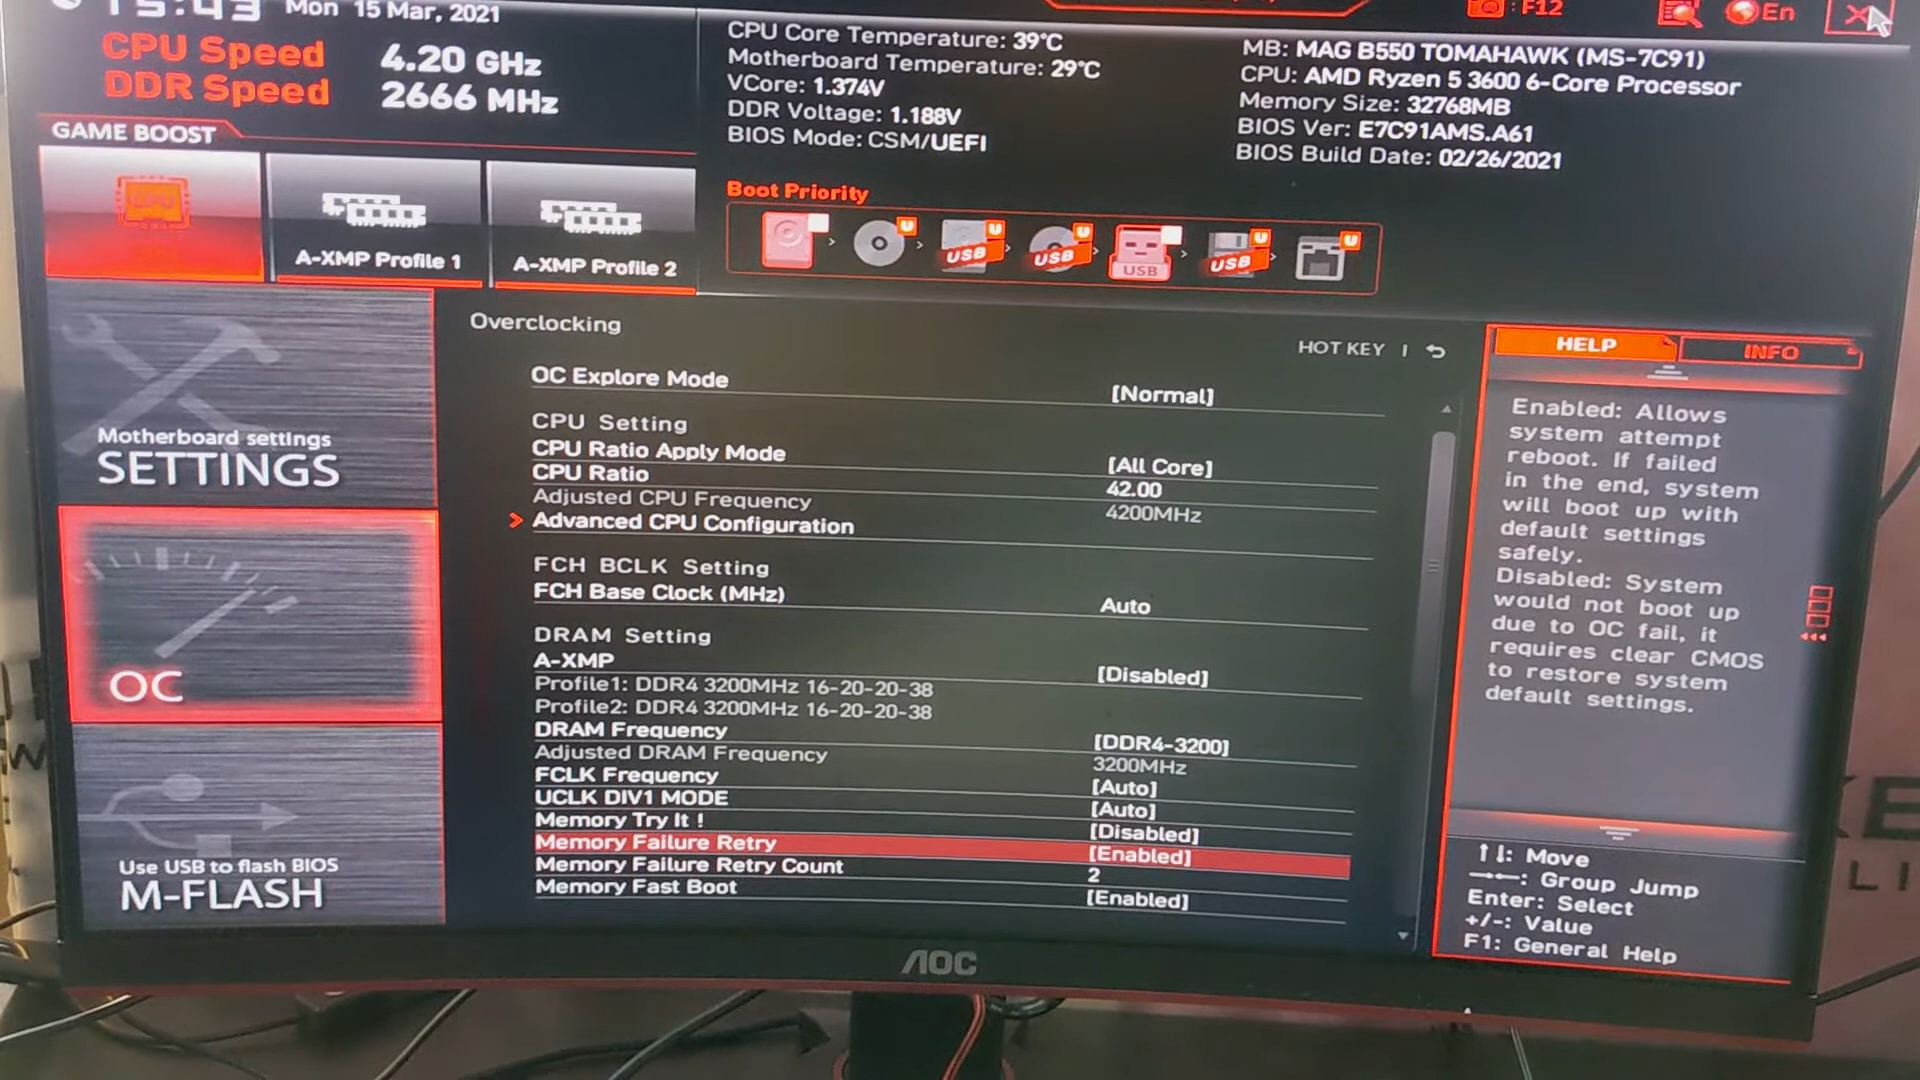 15:43 Mon 15 Mar, 2021
: F12
En
CPU Speed 4.20 GHz
DDR Speed 2666 MHz
CPU Core Temperature: 39°C
Motherboard Temperature: 29°C
VCore: 1.374V
DDR Voltage: 1.188V
BIOS Mode: CSM/UEFI
MB: MAG B550 TOMAHAWK (MS-7C91)
CPU: AMD Ryzen 5 3600 6-Core Processor
Memory Size: 32768MB
BIOS Ver: E7C91AMS.A61
BIOS Build Date: 02/26/2021
GAME BOOST
CPU
A-XMP Profile 1
A-XMP Profile 2
Boot Priority
U
USB U
USB U
USB
USB U
U
Motherboard settings
SETTINGS
OC
Use USB to flash BIOS
M-FLASH
Overclocking
HOT KEY |
OC Explore Mode [Normal]
CPU Setting
CPU Ratio Apply Mode [All Core]
CPU Ratio 42.00
Adjusted CPU Frequency 4200MHz
> Advanced CPU Configuration
FCH BCLK Setting
FCH Base Clock (MHz) Auto
DRAM Setting
A-XMP [Disabled]
Profile1: DDR4 3200MHz 16-20-20-38
Profile2: DDR4 3200MHz 16-20-20-38
DRAM Frequency [DDR4-3200]
Adjusted DRAM Frequency 3200MHz
FCLK Frequency [Auto]
UCLK DIV1 MODE [Auto]
Memory Try It ! [Disabled]
Memory Failure Retry [Enabled]
Memory Failure Retry Count 2
Memory Fast Boot [Enabled]
HELP
INFO
Enabled: Allows
system attempt
reboot. If failed
in the end, system
will boot up with
default settings
safely.
Disabled: System
would not boot up
due to OC fail, it
requires clear CMOS
to restore system
default settings.
↑↓: Move
→←: Group Jump
Enter: Select
+/-: Value
F1: General Help
AOC